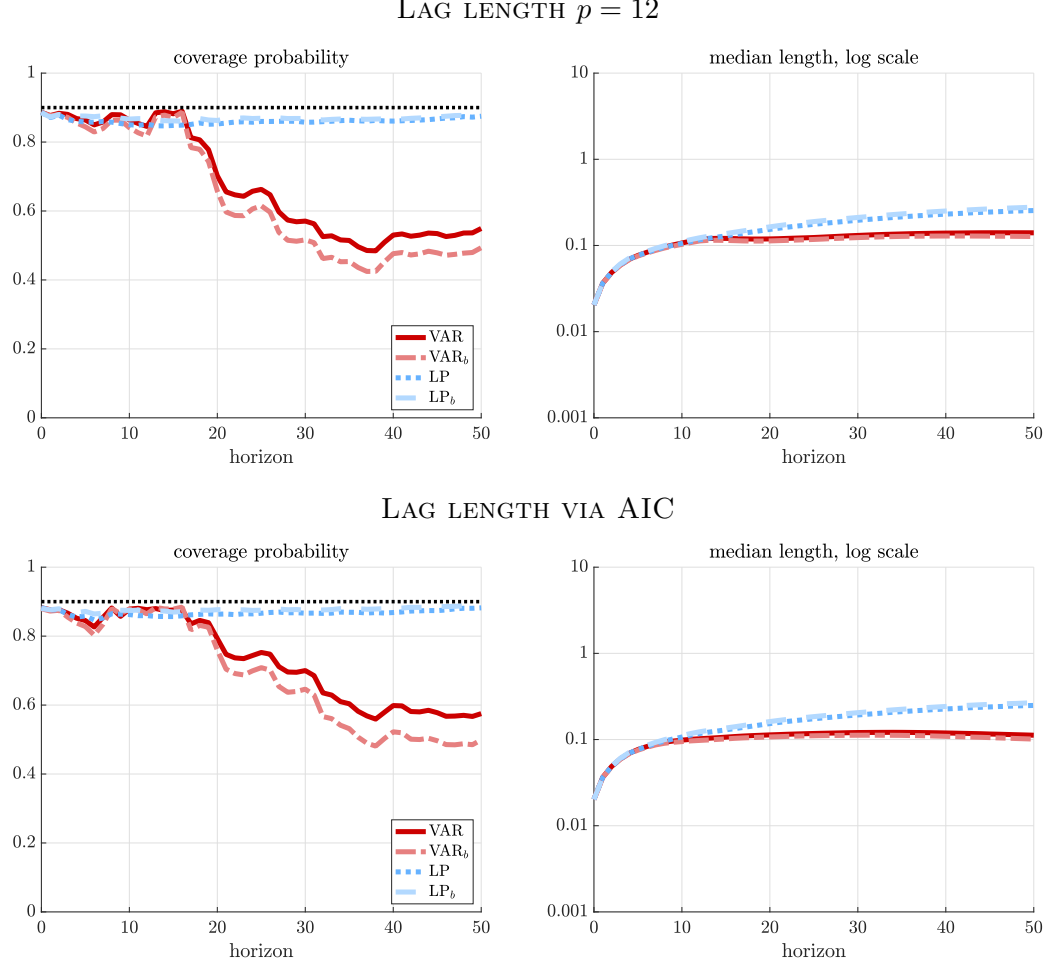 LAG LENGTH p = 12
coverage probability
median length, log scale
1
0.8
0.6
0.4
0.2
0
0 10 20 30 40 50
horizon
VAR
VAR_b
LP
LP_b
10
1
0.1
0.01
0.001
0 10 20 30 40 50
horizon
LAG LENGTH VIA AIC
coverage probability
median length, log scale
1
0.8
0.6
0.4
0.2
0
0 10 20 30 40 50
horizon
VAR
VAR_b
LP
LP_b
10
1
0.1
0.01
0.001
0 10 20 30 40 50
horizon